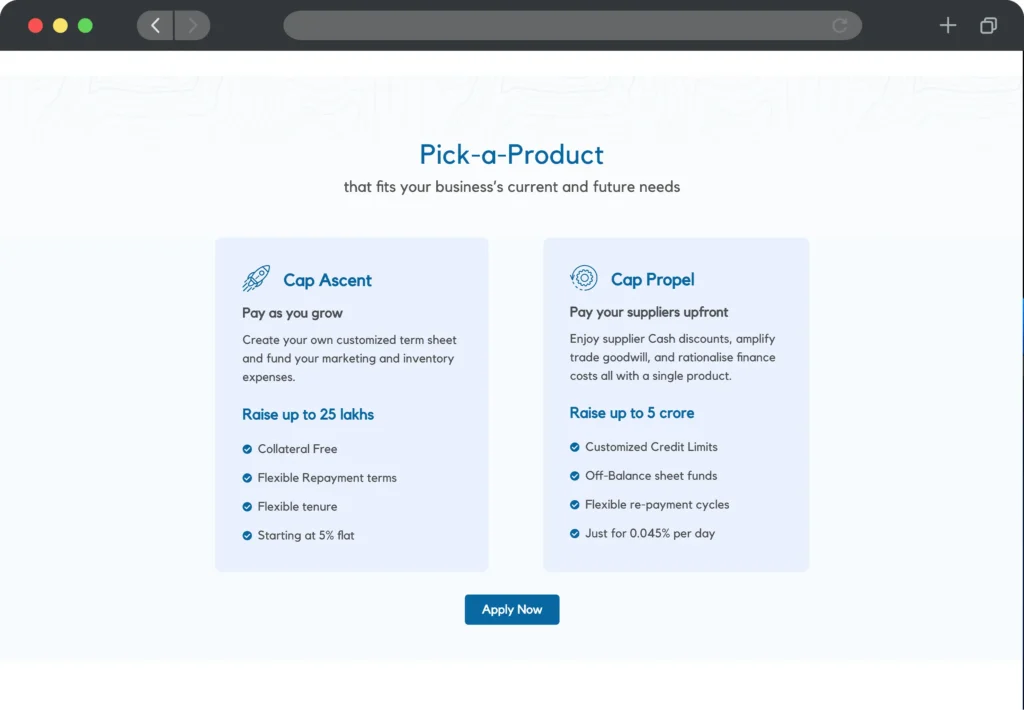 Pick-a-Product
that fits your business's current and future needs
Cap Ascent
Pay as you grow
Create your own customized term sheet
and fund your marketing and inventory
expenses.
Raise up to 25 lakhs
Collateral Free
Flexible Repayment terms
Flexible tenure
Starting at 5% flat
Cap Propel
Pay your suppliers upfront
Enjoy supplier Cash discounts, amplify
trade goodwill, and rationalise finance
costs all with a single product.
Raise up to 5 crore
Customized Credit Limits
Off-Balance sheet funds
Flexible re-payment cycles
Just for 0.045% per day
Apply Now